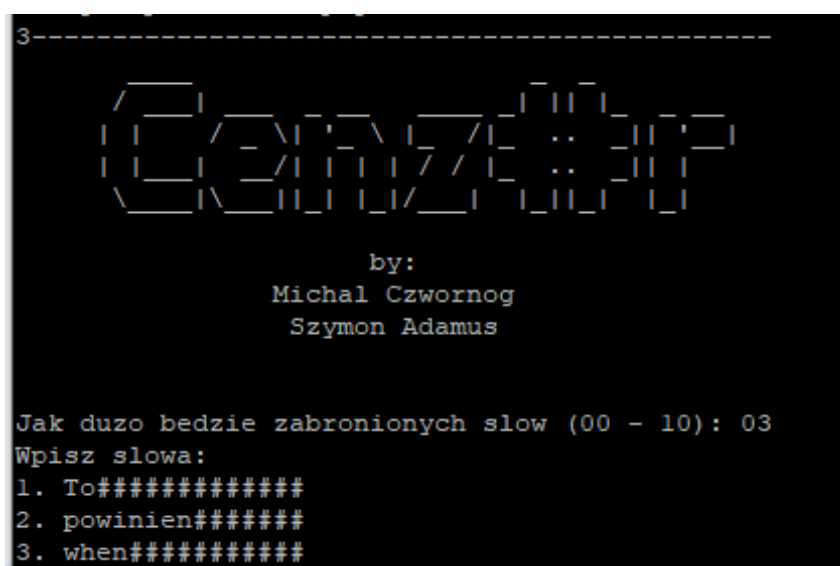 3----------------------------------------------
Cenz#r
by:
Michal Czwornog
Szymon Adamus
Jak duzo bedzie zabronionych slow (00 - 10): 03
Wpisz slowa:
1. To#############
2. powinien#######
3. when###########